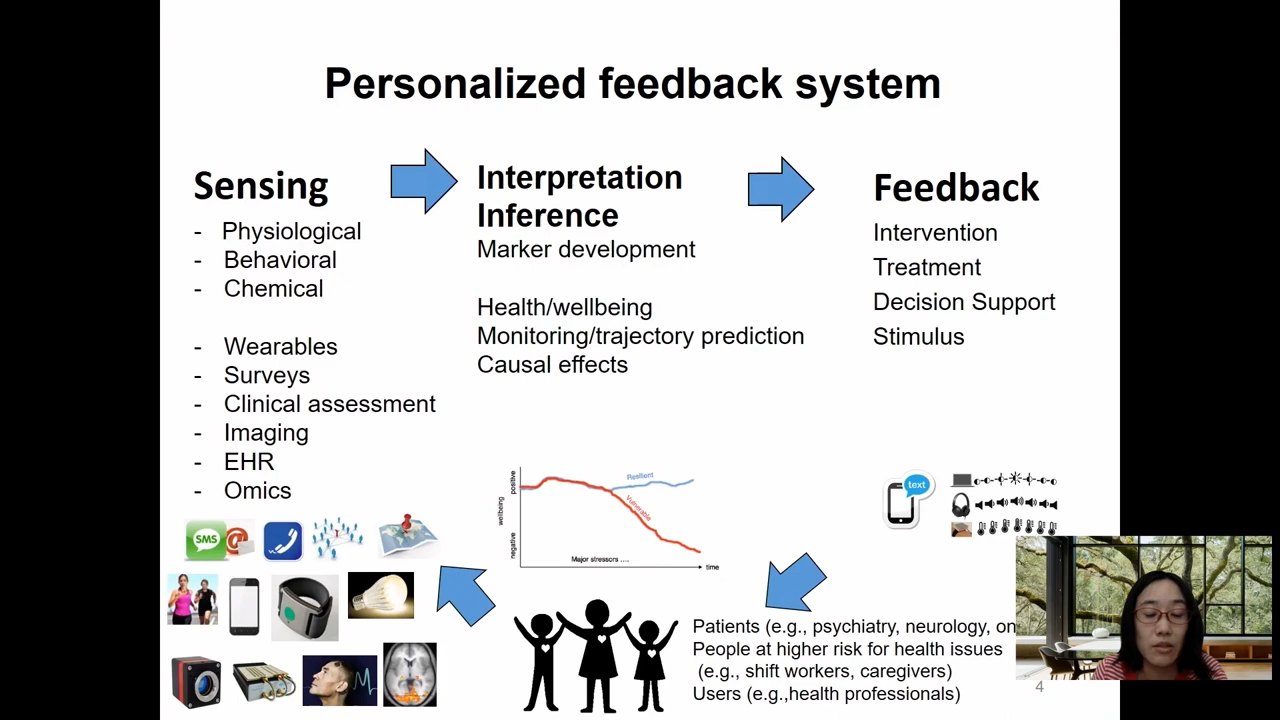 Personalized feedback system
Sensing
- Physiological
- Behavioral
- Chemical
- Wearables
- Surveys
- Clinical assessment
- Imaging
- EHR
- Omics
SMS
@
Interpretation
Inference
Marker development
Health/wellbeing
Monitoring/trajectory prediction
Causal effects
positive
wellbeing
negative
Resilient
Vulnerable
Major stressors ....
time
Feedback
Intervention
Treatment
Decision Support
Stimulus
text
Patients (e.g., psychiatry, neurology, on
People at higher risk for health issues
(e.g., shift workers, caregivers)
Users (e.g.,health professionals)
4